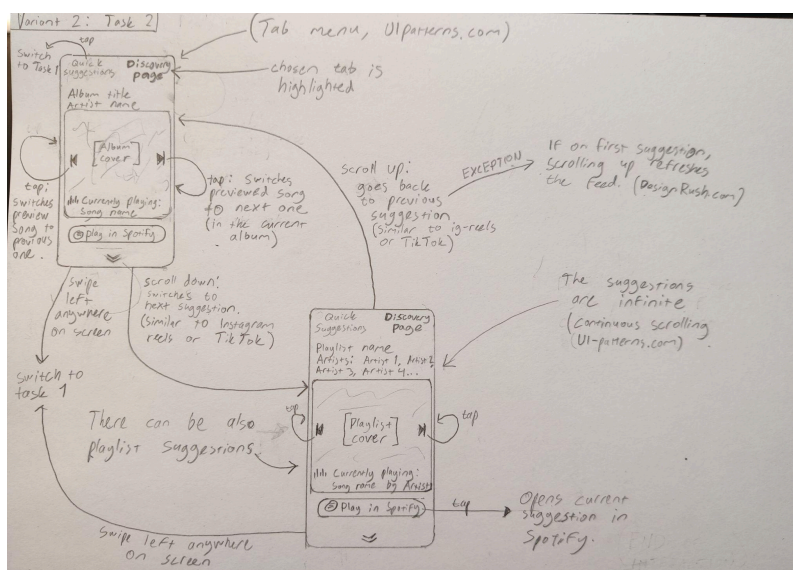 Variant 2: Task 2
(Tab menu, UIpatterns.com)
tap
Switch
to Task 1
Quick
suggestions
Discovery
page
chosen tab is
highlighted
Album title
Artist name
[Album
cover]
Currently playing:
Song name
Play in Spotify
tap:
switches
preview
song to
previous
one.
tap: Switches
previewed song
to next one
(in the current
album)
scroll up:
goes back
to previous
suggestion
(Similar to ig-reels
or TikTok)
EXCEPTION
If on first suggestion,
scrolling up refreshes
the feed. (DesignRush.com)
swipe
left
anywhere
on screen
scroll down:
switches to
next suggestion.
(Similar to Instagram
reels or TikTok)
Switch to
task 1
The suggestions
are infinite
(continuous scrolling
UI-patterns.com)
Quick
Suggestions
Discovery
page
Playlist name
Artists: Artist 1, Artist 2,
Artist 3, Artist 4...
tap
[Playlist
cover]
tap
Currently playing:
Song name by Artist
Play in Spotify
There can be also
playlist suggestions.
tap
Opens current
suggestion in
Spotify.
Swipe left anywhere
on screen